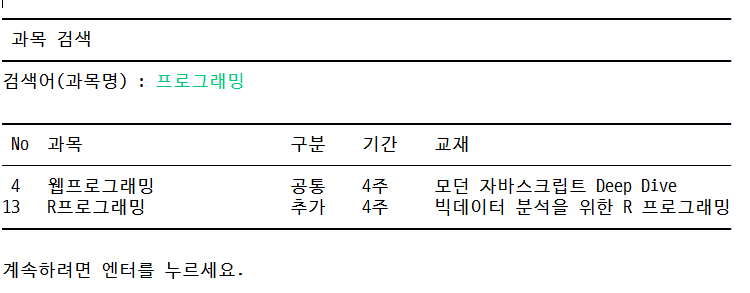 과목 검색
검색어(과목명) : 프로그래밍
No 과목 구분 기간 교재
4 웹프로그래밍 공통 4주 모던 자바스크립트 Deep Dive
13 R프로그래밍 추가 4주 빅데이터 분석을 위한 R 프로그래밍
계속하려면 엔터를 누르세요.